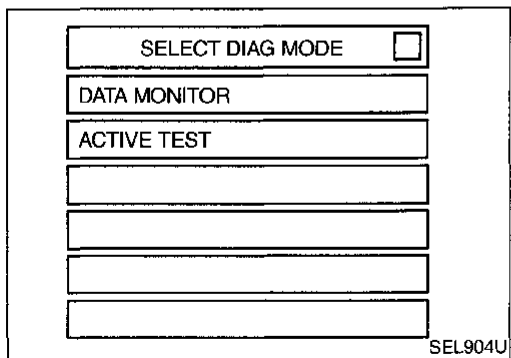 SELECT DIAG MODE
DATA MONITOR
ACTIVE TEST
SEL904U